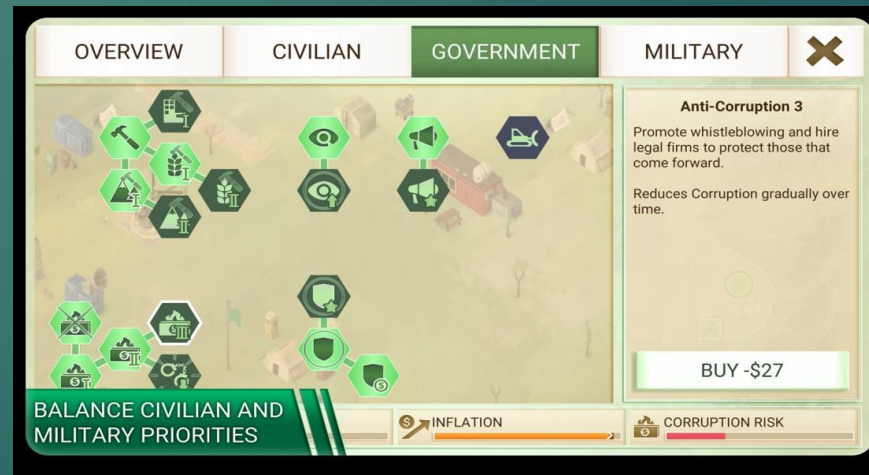 OVERVIEW
CIVILIAN
GOVERNMENT
MILITARY
Anti-Corruption 3
Promote whistleblowing and hire
legal firms to protect those that
come forward.
Reduces Corruption gradually over
time.
BUY -$27
BALANCE CIVILIAN AND
MILITARY PRIORITIES
INFLATION
CORRUPTION RISK